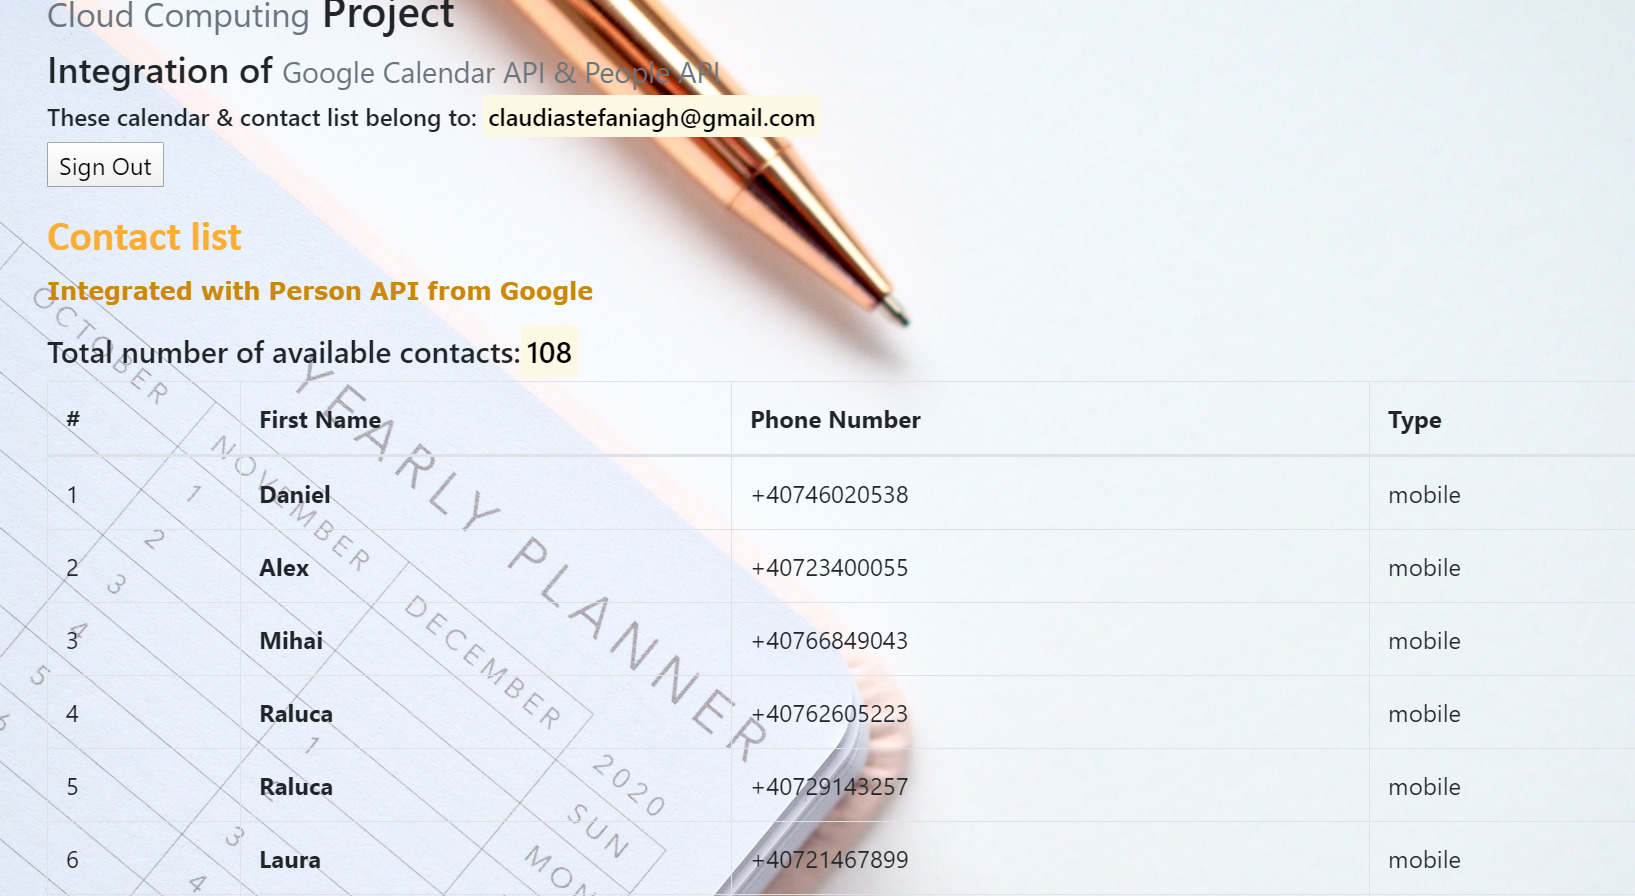 Cloud Computing Project
Integration of Google Calendar API & People API
These calendar & contact list belong to: claudiastefaniagh@gmail.com
Sign Out
Contact list
Integrated with Person API from Google
Total number of available contacts: 108
# First Name Phone Number Type
1 Daniel +40746020538 mobile
2 Alex +40723400055 mobile
3 Mihai +40766849043 mobile
4 Raluca +40762605223 mobile
5 Raluca +40729143257 mobile
6 Laura +40721467899 mobile
YEARLY PLANNER
OCTOBER
NOVEMBER
DECEMBER
2020
SUN
MON
1
2
3
4
5
6
1
2
3
4